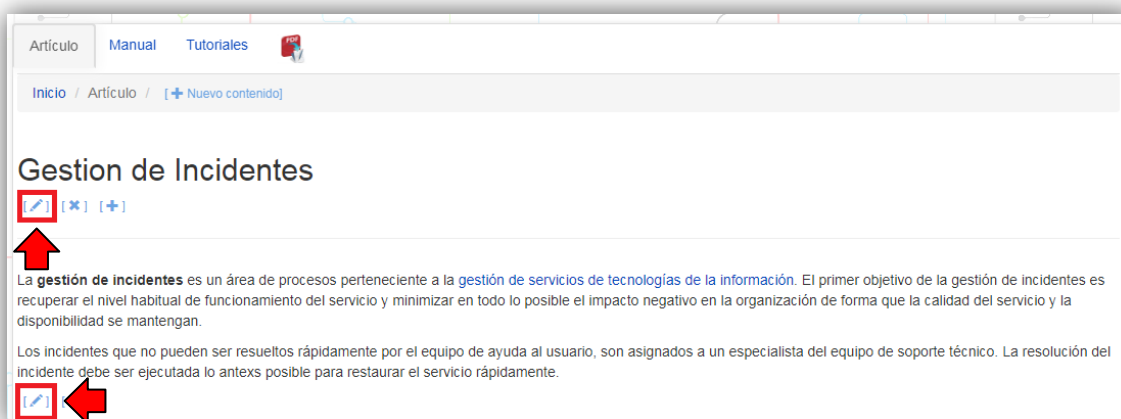 Artículo Manual Tutoriales PDF
Inicio / Artículo / [+ Nuevo contenido]
Gestion de Incidentes
[ ] [×] [+]
La gestión de incidentes es un área de procesos perteneciente a la gestión de servicios de tecnologías de la información. El primer objetivo de la gestión de incidentes es
recuperar el nivel habitual de funcionamiento del servicio y minimizar en todo lo posible el impacto negativo en la organización de forma que la calidad del servicio y la
disponibilidad se mantengan.
Los incidentes que no pueden ser resueltos rápidamente por el equipo de ayuda al usuario, son asignados a un especialista del equipo de soporte técnico. La resolución del
incidente debe ser ejecutada lo antexs posible para restaurar el servicio rápidamente.
[ ] [